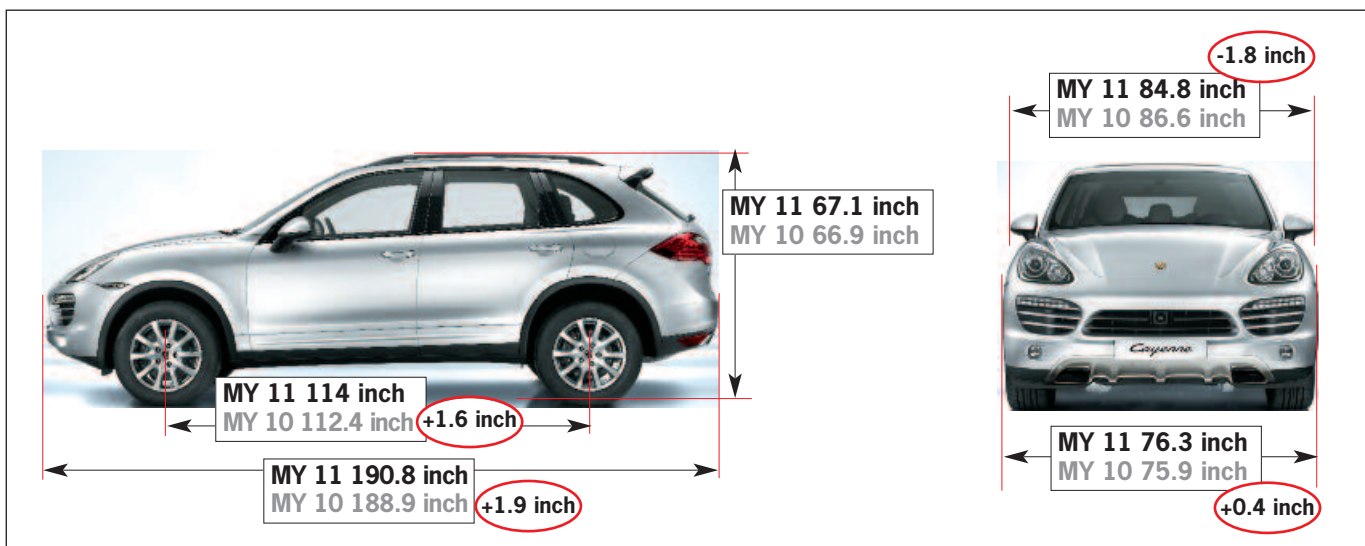 -1.8 inch
MY 11 84.8 inch
MY 10 86.6 inch
MY 11 67.1 inch
MY 10 66.9 inch
Cayenne
MY 11 114 inch
MY 10 112.4 inch
+1.6 inch
MY 11 76.3 inch
MY 10 75.9 inch
MY 11 190.8 inch
MY 10 188.9 inch
+1.9 inch
+0.4 inch